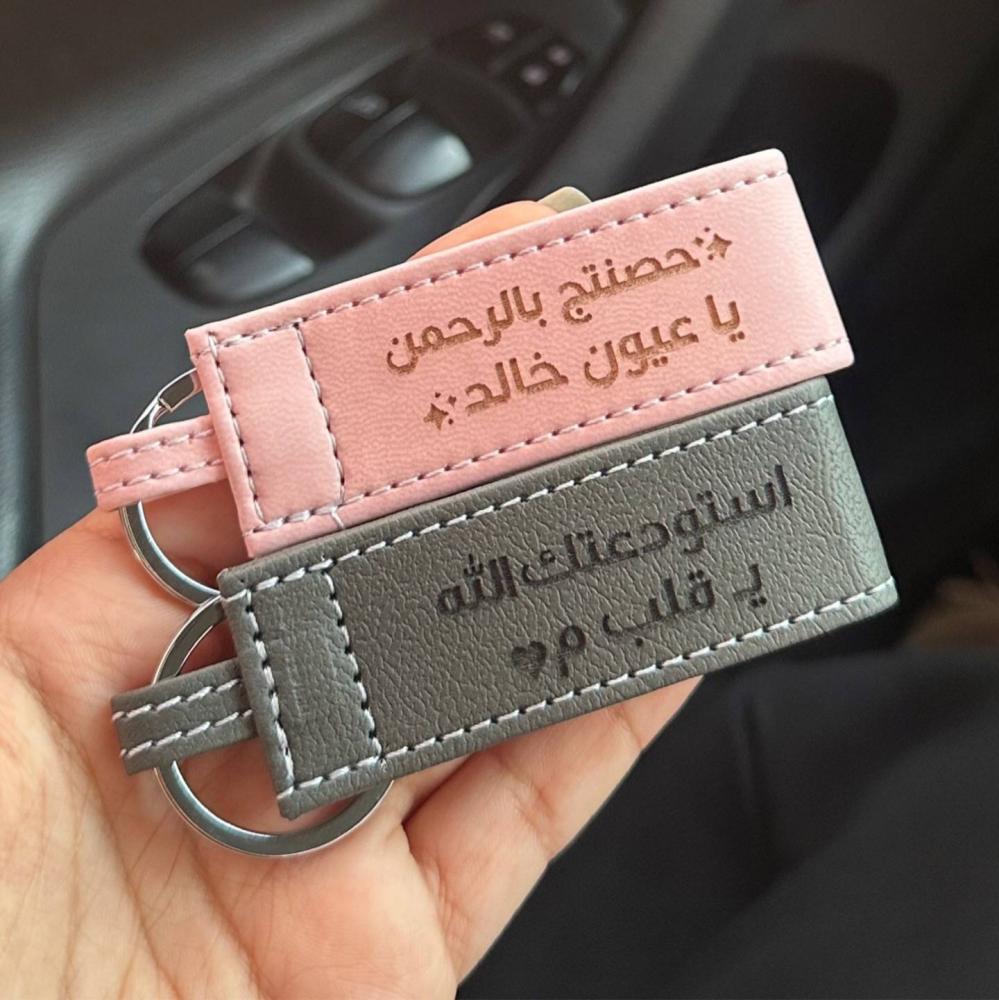 حصنتج بالرحمن
يا عيون خالد
استودعتك الله
يـ قلب م